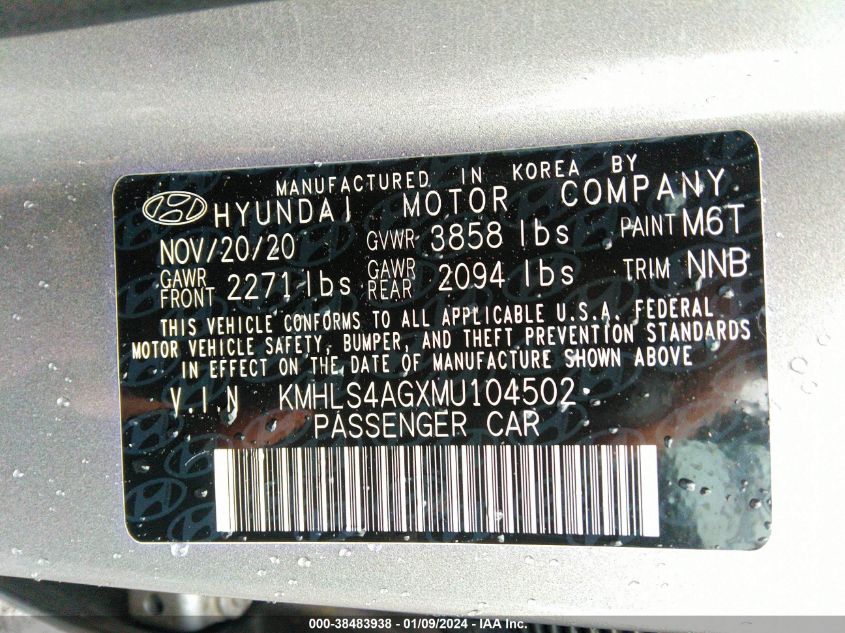 MANUFACTURED IN KOREA BY
HYUNDAI MOTOR COMPANY
NOV/20/20 GVWR 3858 lbs PAINT M6T
GAWR FRONT 2271 lbs GAWR REAR 2094 lbs TRIM NNB
THIS VEHICLE CONFORMS TO ALL APPLICABLE U.S.A. FEDERAL
MOTOR VEHICLE SAFETY, BUMPER, AND THEFT PREVENTION STANDARDS
IN EFFECT ON THE DATE OF MANUFACTURE SHOWN ABOVE
V.I.N KMHLS4AGXMU104502
PASSENGER CAR
000-38483938 - 01/09/2024 - IAA Inc.